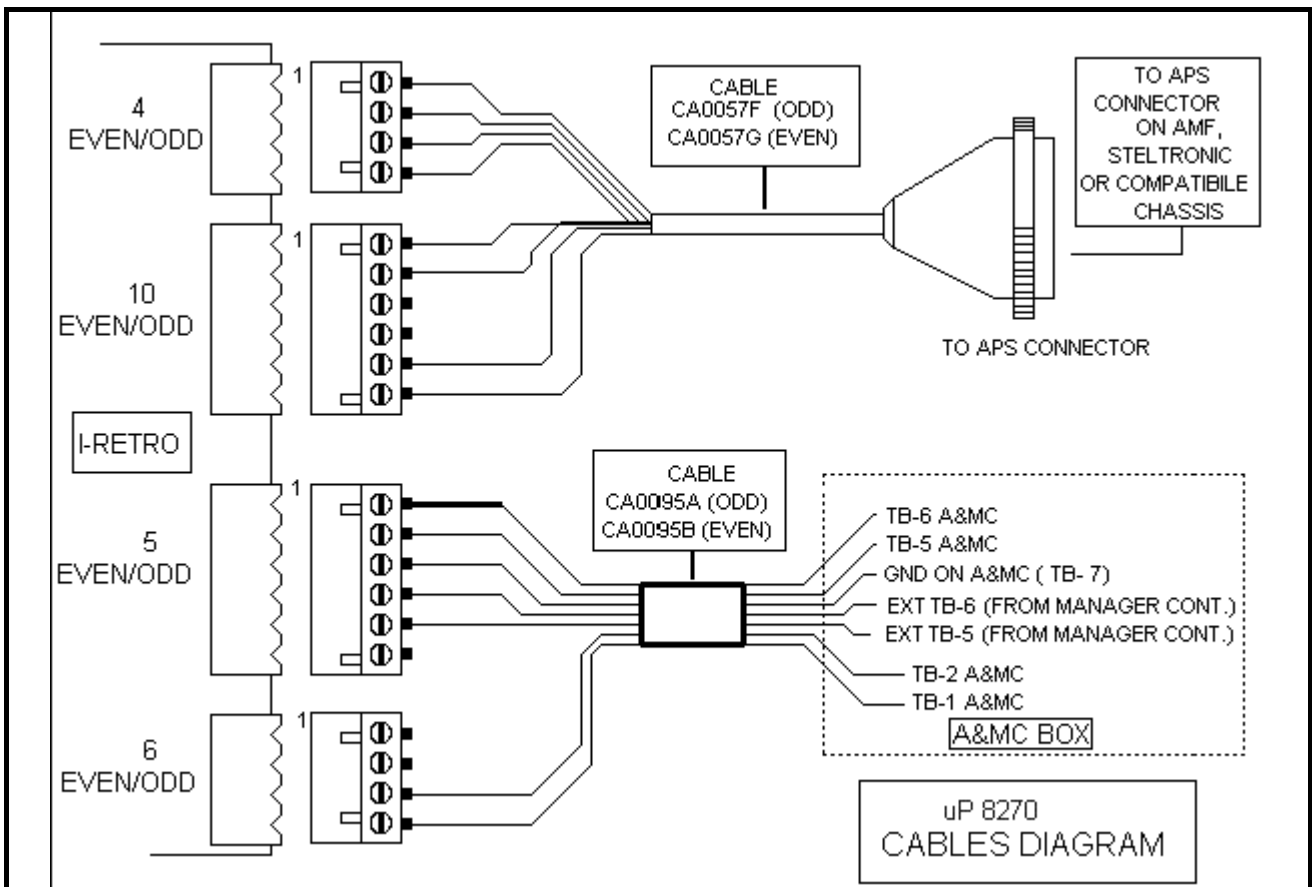 4
EVEN/ODD
1
CABLE
CA0057F (ODD)
CA0057G (EVEN)
TO APS
CONNECTOR
ON AMF,
STELTRONIC
OR COMPATIBILE
CHASSIS
10
EVEN/ODD
1
TO APS CONNECTOR
I-RETRO
5
EVEN/ODD
1
CABLE
CA0095A (ODD)
CA0095B (EVEN)
TB-6 A&MC
TB-5 A&MC
GND ON A&MC ( TB- 7)
EXT TB-6 (FROM MANAGER CONT.)
EXT TB-5 (FROM MANAGER CONT.)
TB-2 A&MC
TB-1 A&MC
A&MC BOX
6
EVEN/ODD
1
uP 8270
CABLES DIAGRAM